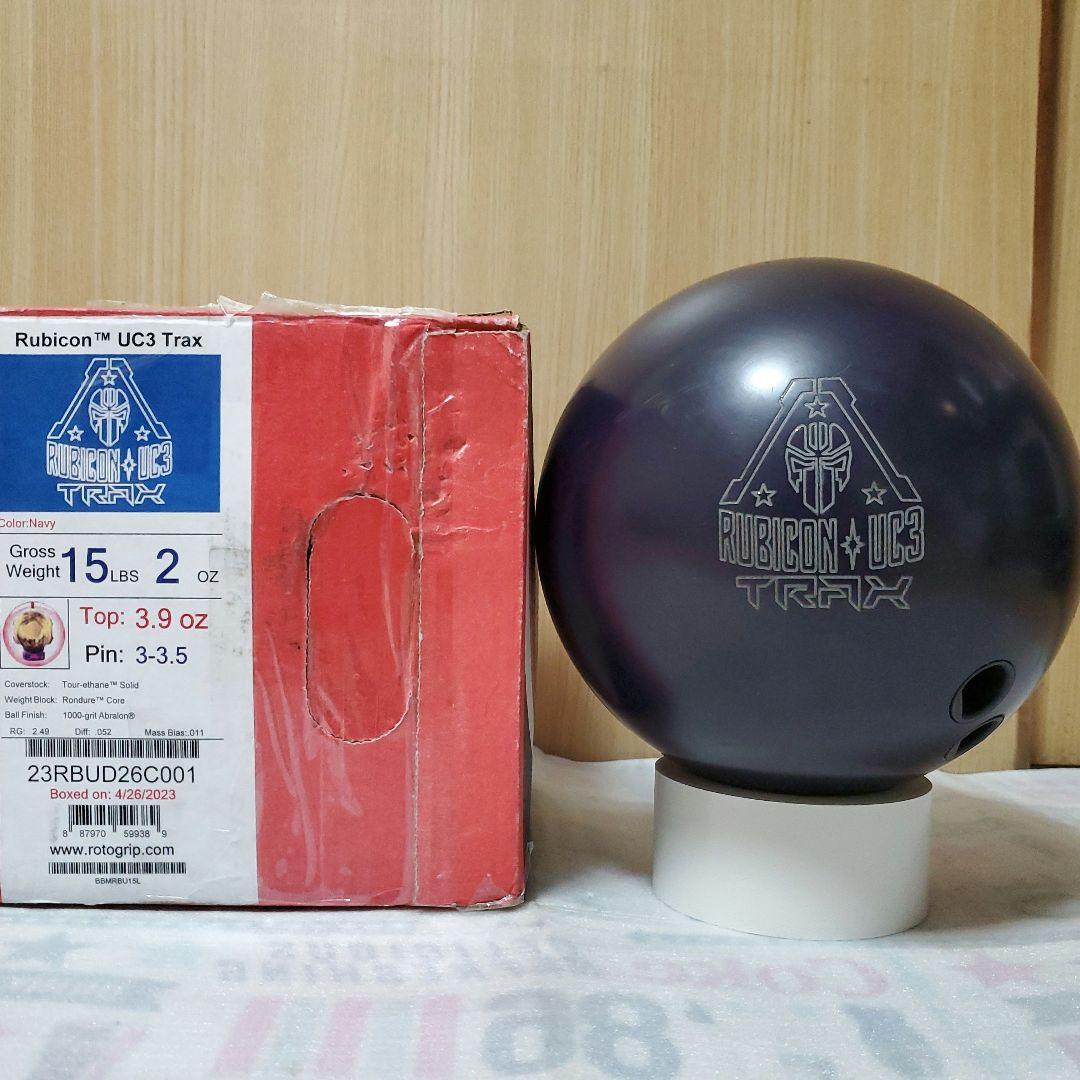 Rubicon™ UC3 Trax
RUBICON UC3
TRAX
Color:Navy
Gross Weight 15 LBS 2 OZ
Top: 3.9 oz
Pin: 3-3.5
Coverstock: Tour-ethane™ Solid
Weight Block: Rondure™ Core
Ball Finish: 1000-grit Abralon®
RG: 2.49 Diff: .052 Mass Bias:.011
23RBUD26C001
Boxed on: 4/26/2023
8 87970 59938 9
www.rotogrip.com
BBMRBU15L
RUBICON UC3
TRAX
Coke
'86